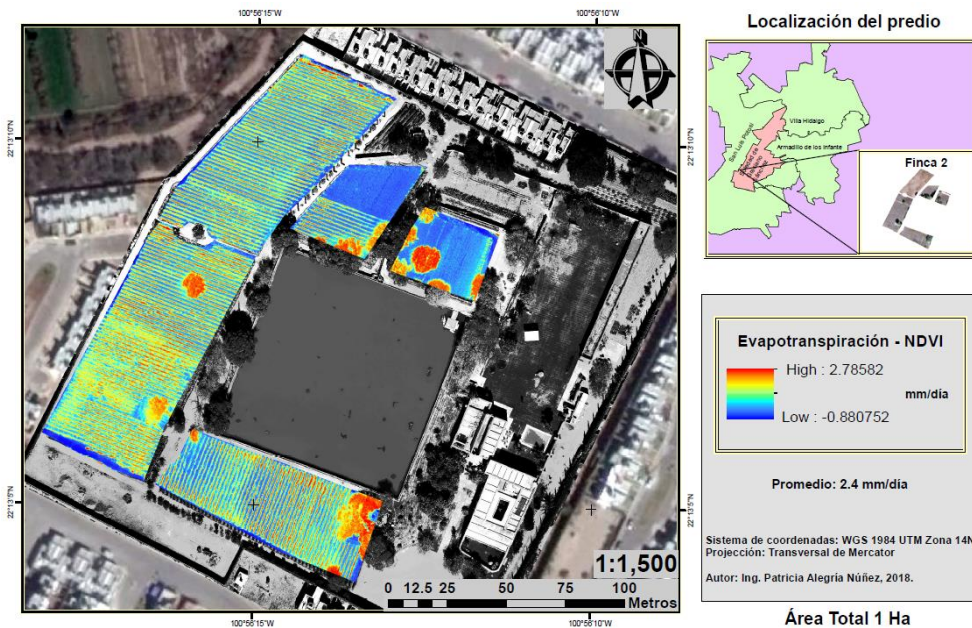 100°56'15"W
100°56'10"W
Localización del predio
N
22°13'10"N
22°13'10"N
Villa Hidalgo
San Luis Potosí
Armadillo de los Infante
Finca 2
Evapotranspiración - NDVI
High : 2.78582
mm/día
Low : -0.880752
Promedio: 2.4 mm/día
22°13'5"N
22°13'5"N
Sistema de coordenadas: WGS 1984 UTM Zona 14N
Projección: Transversal de Mercator
1:1,500
Autor: Ing. Patricia Alegría Núñez, 2018.
0 12.5 25 50 75 100
Metros
100°56'15"W
100°56'10"W
Área Total 1 Ha